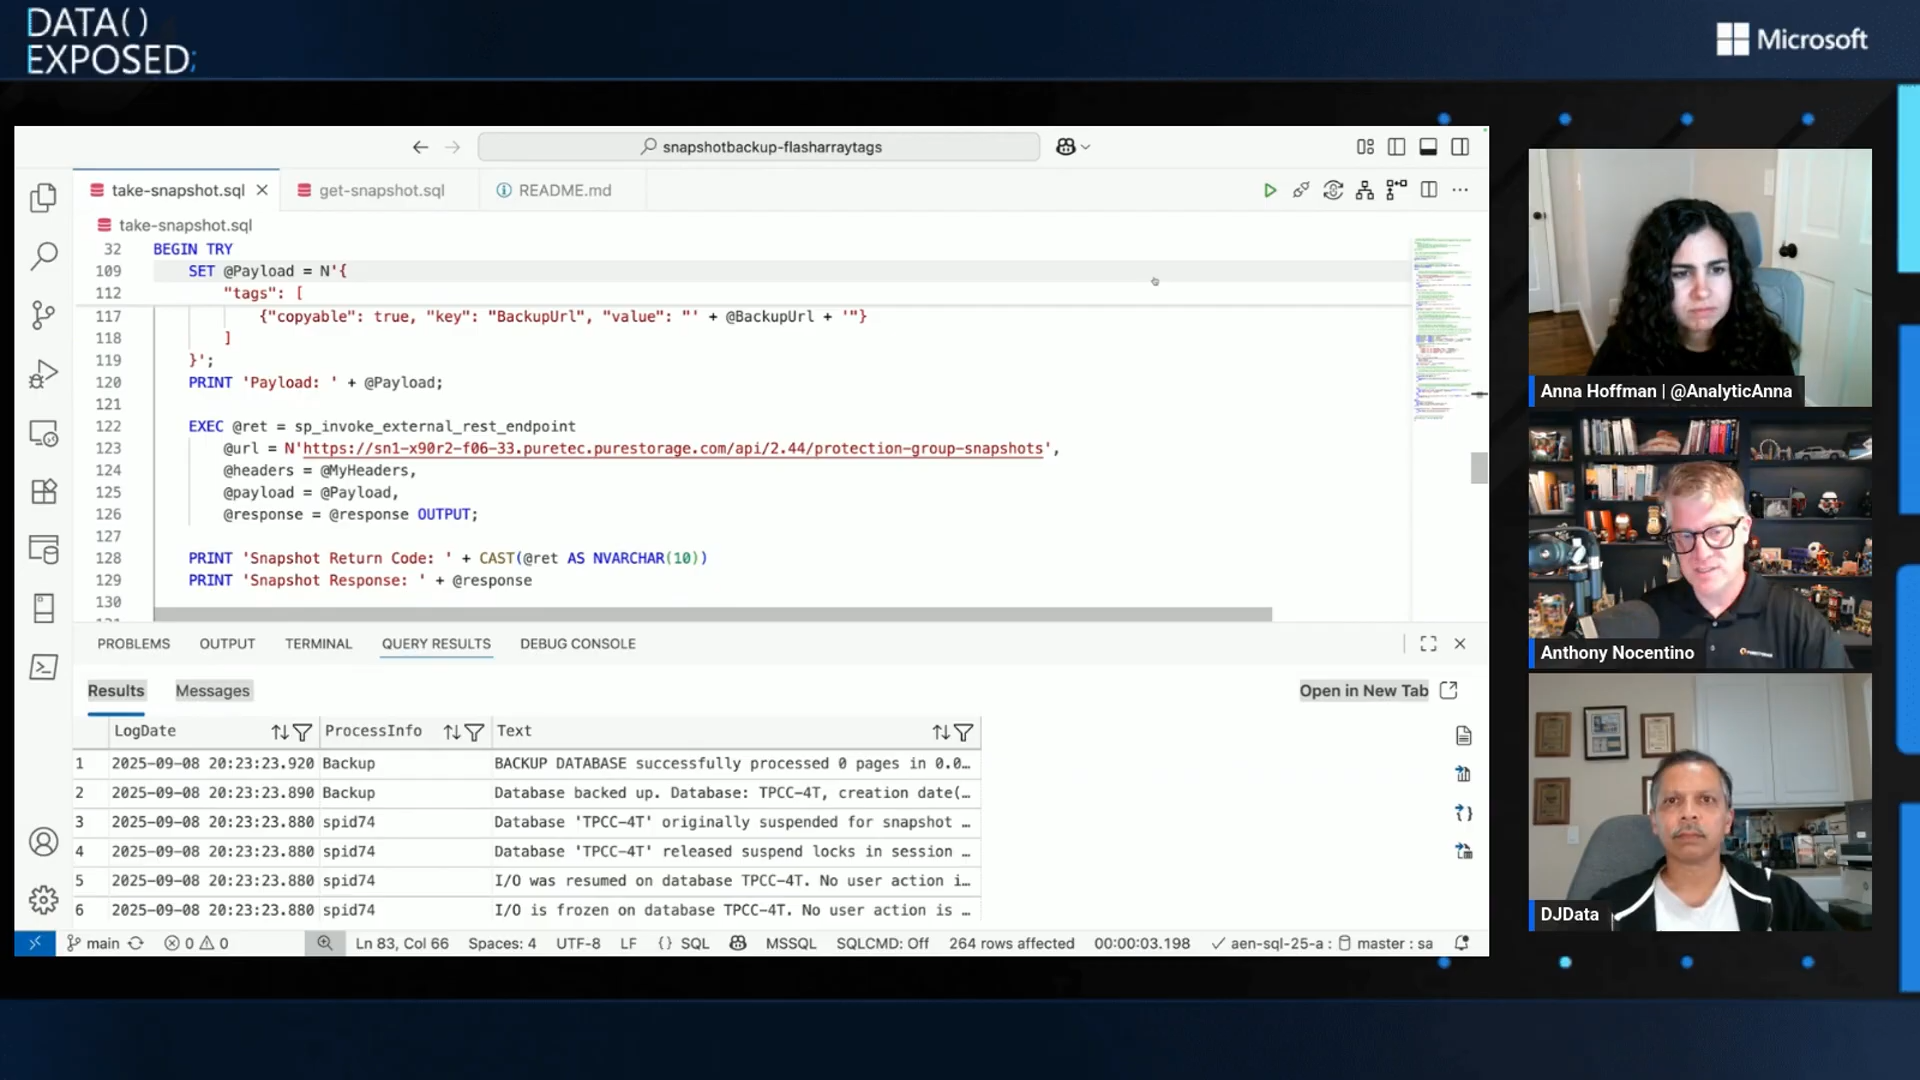 DATA()
EXPOSED;
Microsoft
snapshotbackup-flasharraytags
take-snapshot.sql
get-snapshot.sql
README.md
take-snapshot.sql
32 BEGIN TRY
109 SET @Payload = N'{
112 "tags": [
117 {"copyable": true, "key": "BackupUrl", "value": "' + @BackupUrl + '"}
118 ]
119 }';
120 PRINT 'Payload: ' + @Payload;
121
122 EXEC @ret = sp_invoke_external_rest_endpoint
123 @url = N'https://sn1-x90r2-f06-33.puretec.purestorage.com/api/2.44/protection-group-snapshots',
124 @headers = @MyHeaders,
125 @payload = @Payload,
126 @response = @response OUTPUT;
127
128 PRINT 'Snapshot Return Code: ' + CAST(@ret AS NVARCHAR(10))
129 PRINT 'Snapshot Response: ' + @response
130
PROBLEMS OUTPUT TERMINAL QUERY RESULTS DEBUG CONSOLE
Results Messages Open in New Tab
LogDate ProcessInfo Text
1 2025-09-08 20:23:23.920 Backup BACKUP DATABASE successfully processed 0 pages in 0.0…
2 2025-09-08 20:23:23.890 Backup Database backed up. Database: TPCC-4T, creation date(…
3 2025-09-08 20:23:23.880 spid74 Database 'TPCC-4T' originally suspended for snapshot …
4 2025-09-08 20:23:23.880 spid74 Database 'TPCC-4T' released suspend locks in session …
5 2025-09-08 20:23:23.880 spid74 I/O was resumed on database TPCC-4T. No user action i…
6 2025-09-08 20:23:23.880 spid74 I/O is frozen on database TPCC-4T. No user action is …
main 0 0 Ln 83, Col 66 Spaces: 4 UTF-8 LF {} SQL MSSQL SQLCMD: Off 264 rows affected 00:00:03.198 aen-sql-25-a : master : sa
Anna Hoffman | @AnalyticAnna
Anthony Nocentino
DJData